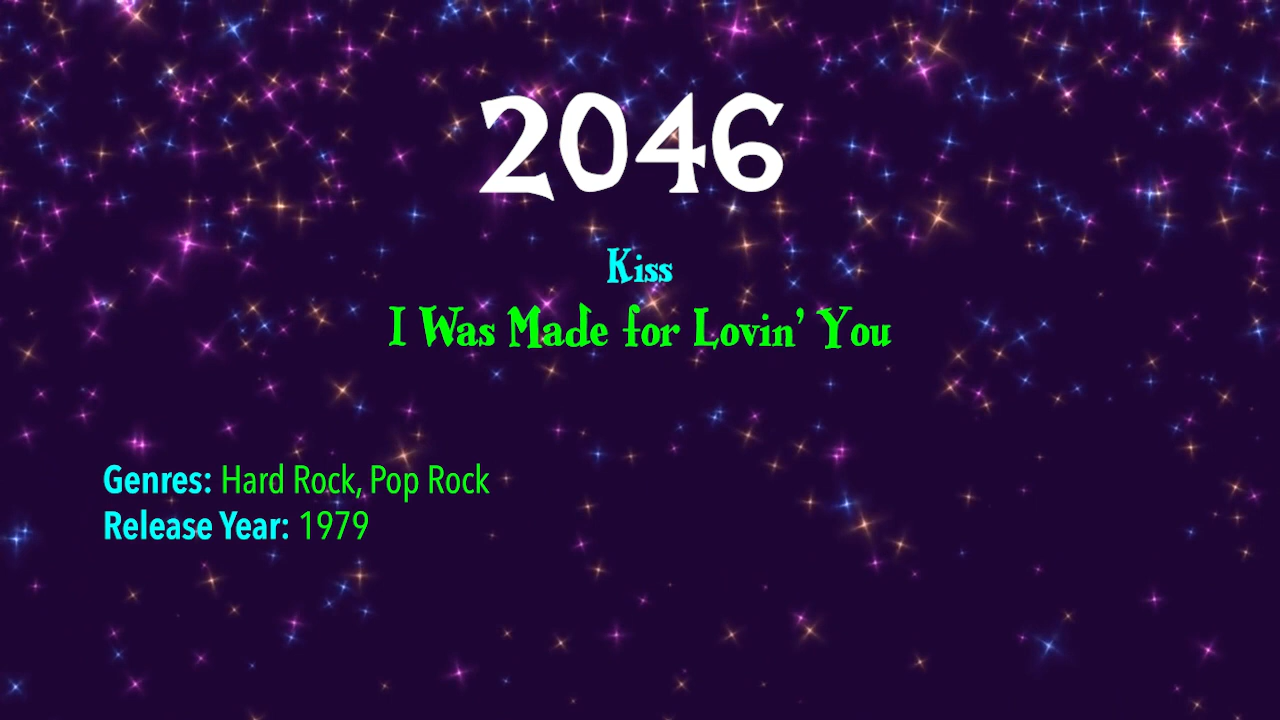 2046
Kiss
I Was Made for Lovin' You
Genres: Hard Rock, Pop Rock
Release Year: 1979